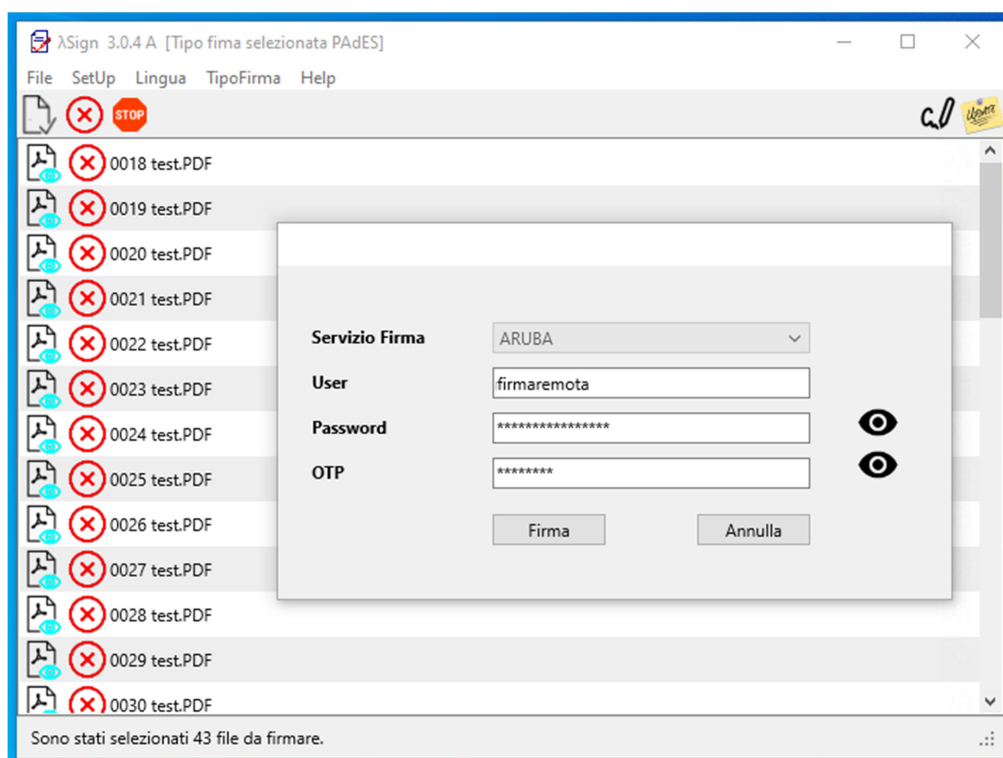 λSign 3.0.4 A [Tipo fima selezionata PAdES]
File SetUp Lingua TipoFirma Help
STOP
Update
0018 test.PDF
0019 test.PDF
0020 test.PDF
0021 test.PDF
0022 test.PDF
0023 test.PDF
0024 test.PDF
0025 test.PDF
0026 test.PDF
0027 test.PDF
0028 test.PDF
0029 test.PDF
0030 test.PDF
Servizio Firma ARUBA
User firmaremota
Password ****************
OTP ********
Firma Annulla
Sono stati selezionati 43 file da firmare.